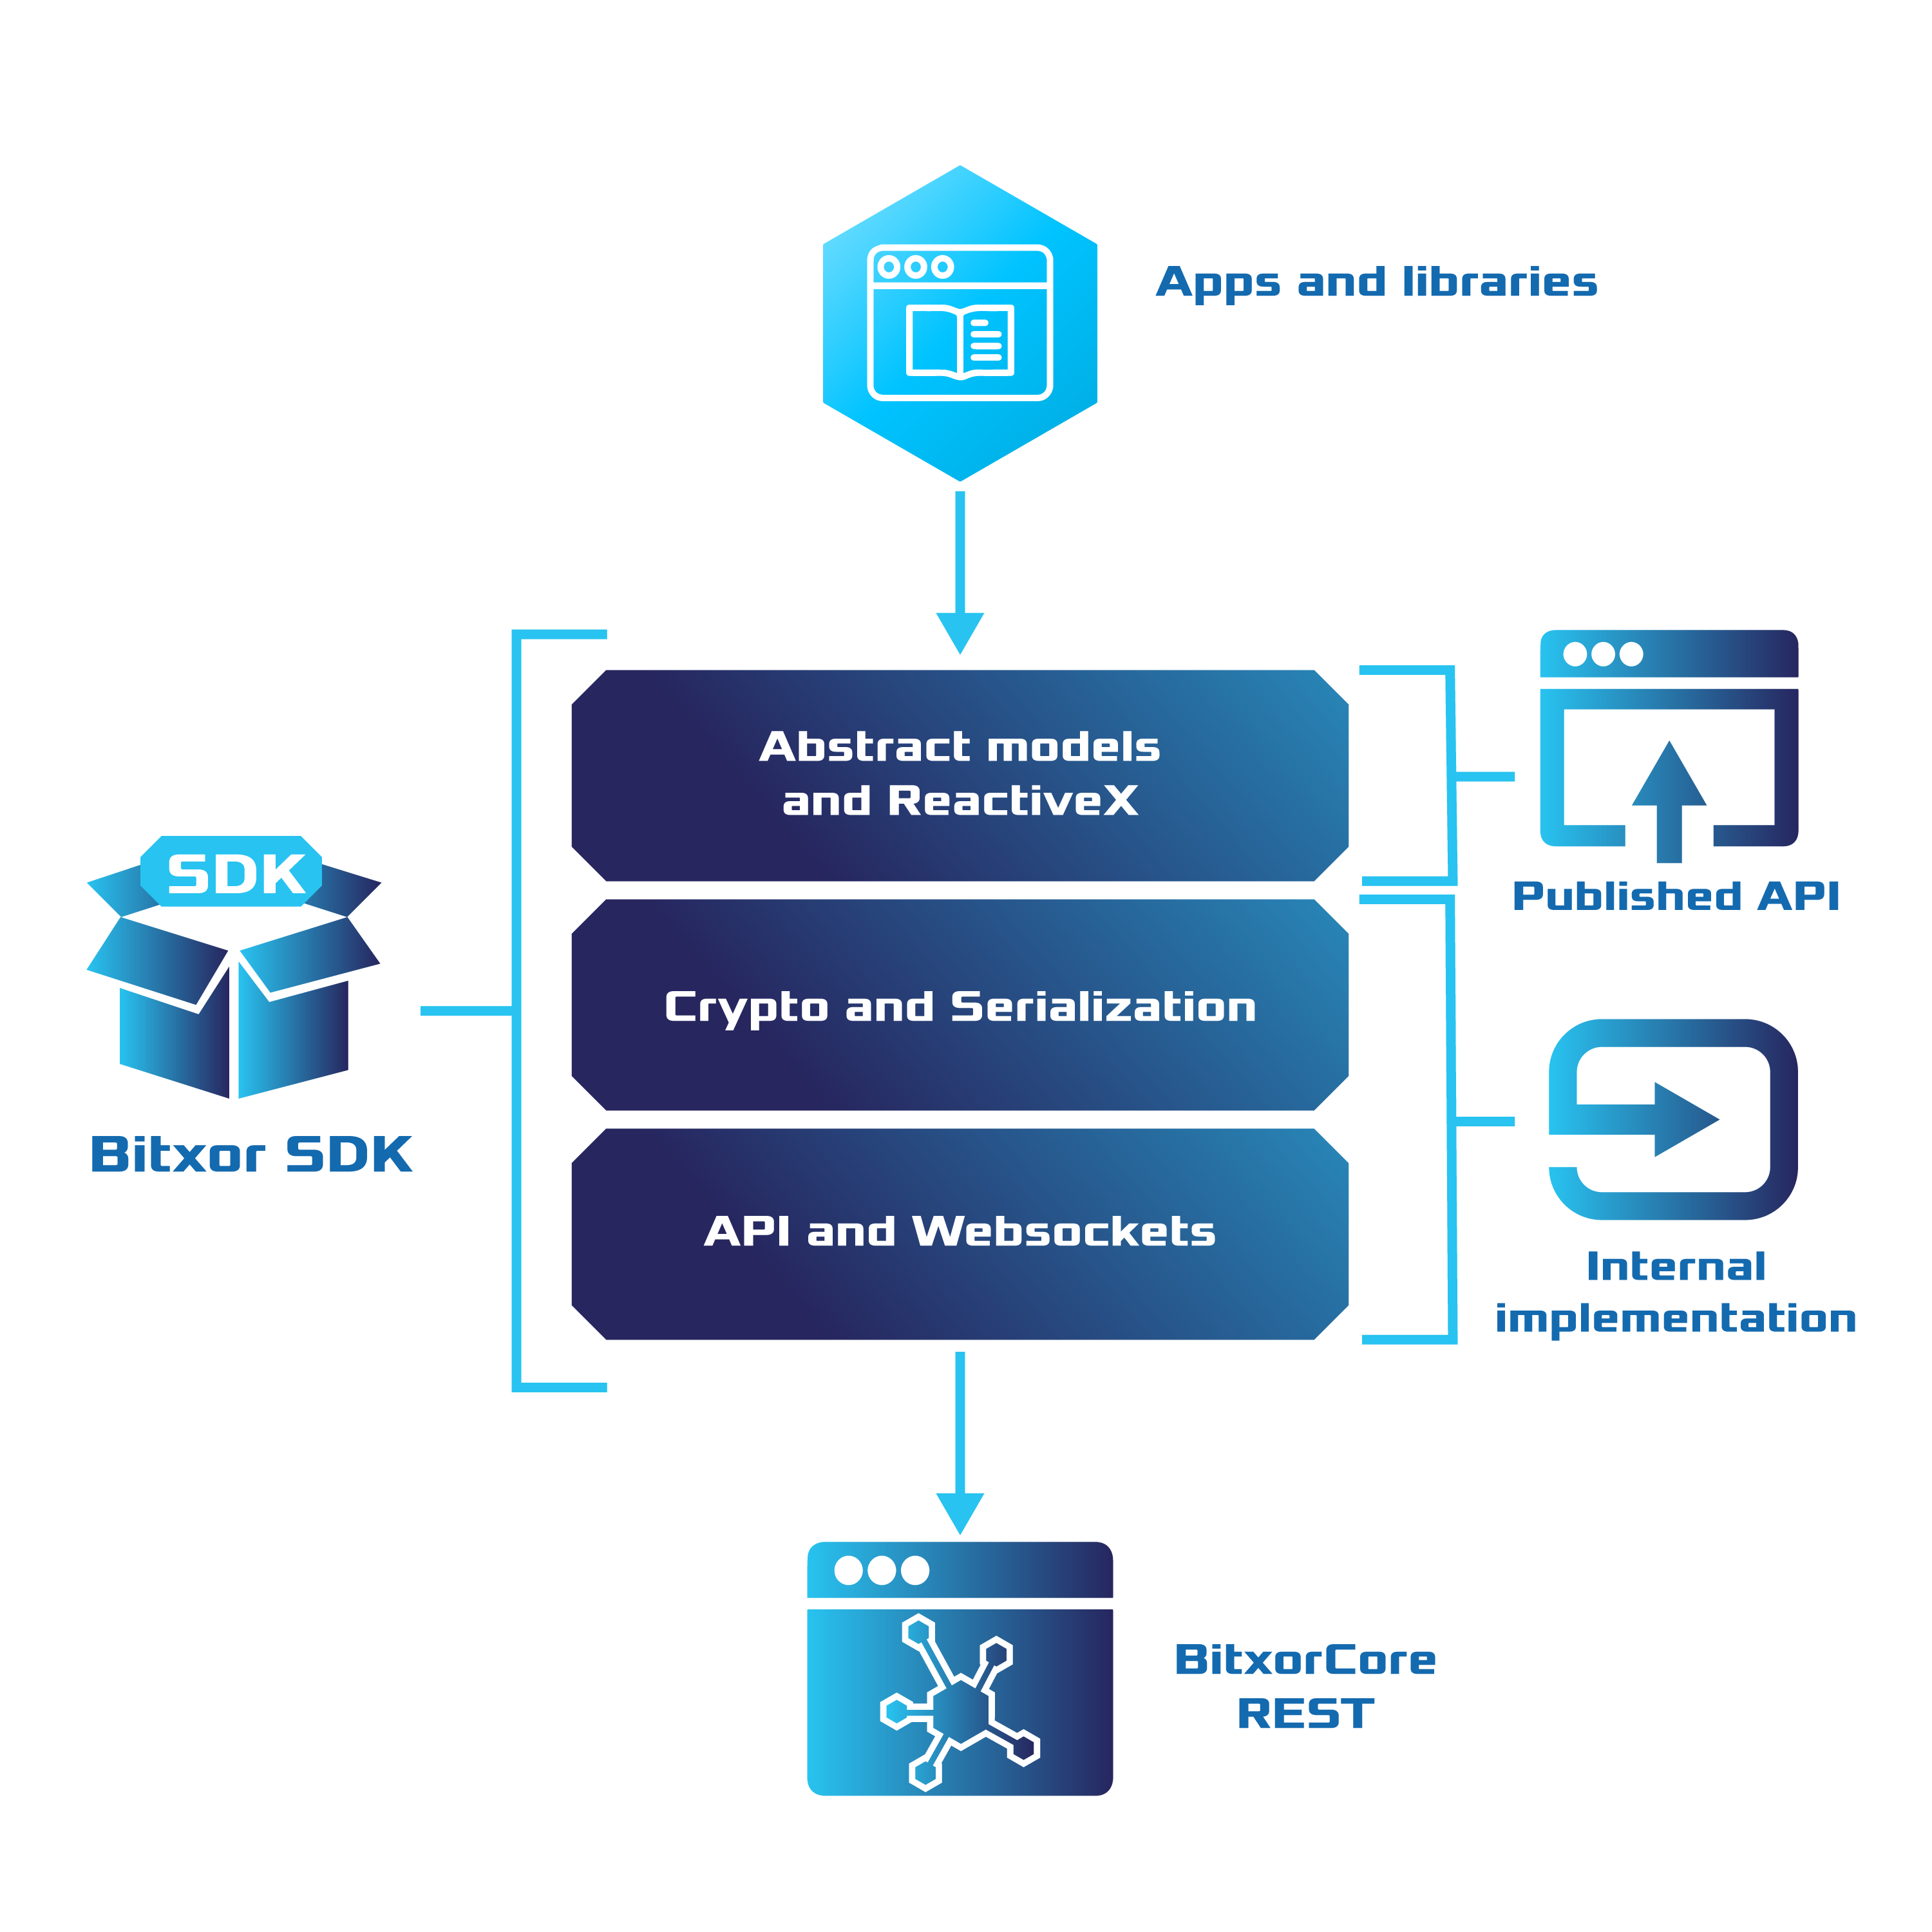 Apps and libraries
Abstract models
and ReactiveX
Published API
SDK
Bitxor SDK
Crypto and Serialization
API and Websockets
Internal
implementation
BitxorCore
REST